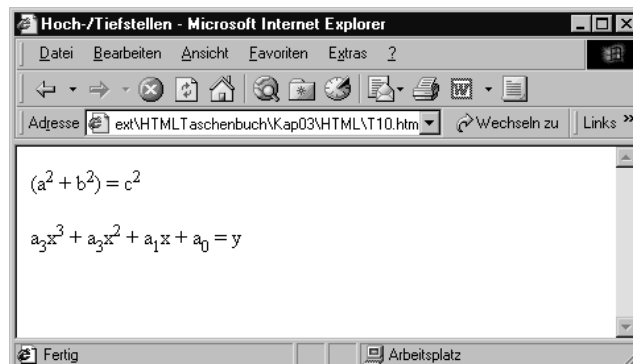 Hoch-/Tiefstellen - Microsoft Internet Explorer
Datei Bearbeiten Ansicht Favoriten Extras ?
Adresse ext\HTMLTaschenbuch\Kap03\HTML\T10.htm Wechseln zu Links »
(a² + b²) = c²
a₃x³ + a₃x² + a₁x + a₀ = y
Fertig Arbeitsplatz